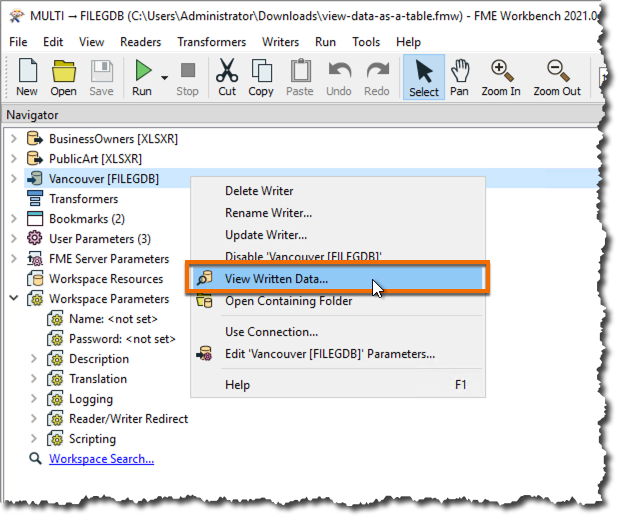 MULTI → FILEGDB (C:\Users\Administrator\Downloads\view-data-as-a-table.fmw) - FME Workbench 2021.0
File Edit View Readers Transformers Writers Run Tools Help
New Open Save Run Stop Cut Copy Paste Undo Redo Select Pan Zoom In Zoom Out
Navigator
BusinessOwners [XLSXR]
PublicArt [XLSXR]
Vancouver [FILEGDB]
Transformers
Bookmarks (2)
User Parameters (3)
FME Server Parameters
Workspace Resources
Workspace Parameters
Name: <not set>
Password: <not set>
Description
Translation
Logging
Reader/Writer Redirect
Scripting
Workspace Search...
Delete Writer
Rename Writer...
Update Writer...
Disable 'Vancouver [FILEGDB]'
View Written Data...
Open Containing Folder
Use Connection...
Edit 'Vancouver [FILEGDB]' Parameters...
Help F1